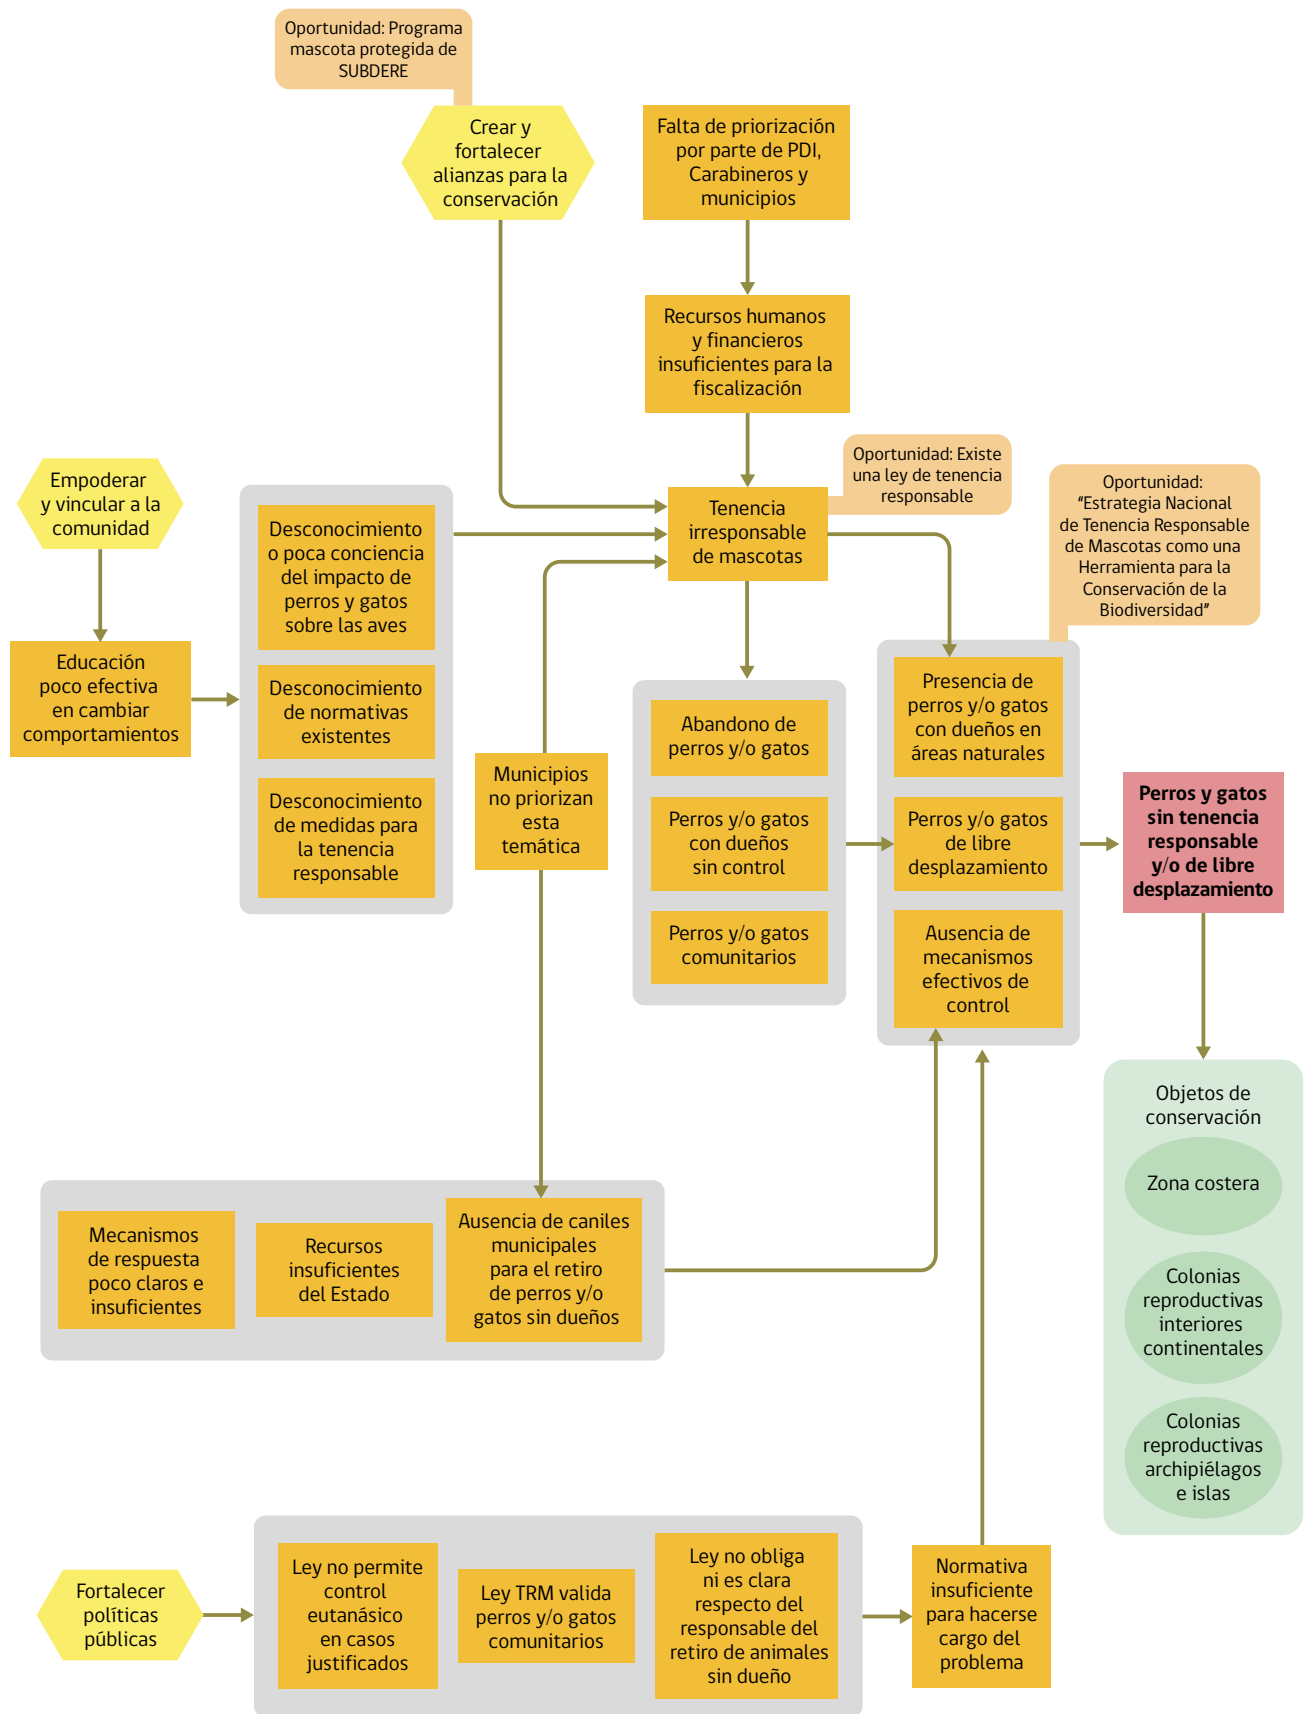 Oportunidad: Programa
mascota protegida de
SUBDERE
Crear y
fortalecer
alianzas para la
conservación
Falta de priorización
por parte de PDI,
Carabineros y
municipios
Recursos humanos
y financieros
insuficientes para la
fiscalización
Oportunidad: Existe
una ley de tenencia
responsable
Empoderar
y vincular a la
comunidad
Desconocimiento
o poca conciencia
del impacto de
perros y gatos
sobre las aves
Tenencia
irresponsable
de mascotas
Oportunidad:
"Estrategia Nacional
de Tenencia Responsable
de Mascotas como una
Herramienta para la
Conservación de la
Biodiversidad"
Educación
poco efectiva
en cambiar
comportamientos
Desconocimiento
de normativas
existentes
Desconocimiento
de medidas para
la tenencia
responsable
Municipios
no priorizan
esta
temática
Abandono de
perros y/o gatos
Perros y/o gatos
con dueños
sin control
Perros y/o gatos
comunitarios
Presencia de
perros y/o gatos
con dueños en
áreas naturales
Perros y/o gatos
de libre
desplazamiento
Ausencia de
mecanismos
efectivos de
control
Perros y gatos
sin tenencia
responsable
y/o de libre
desplazamiento
Objetos de
conservación
Zona costera
Colonias
reproductivas
interiores
continentales
Colonias
reproductivas
archipiélagos
e islas
Mecanismos
de respuesta
poco claros e
insuficientes
Recursos
insuficientes
del Estado
Ausencia de caniles
municipales
para el retiro
de perros y/o
gatos sin dueños
Fortalecer
políticas
públicas
Ley no permite
control
eutanásico
en casos
justificados
Ley TRM valida
perros y/o gatos
comunitarios
Ley no obliga
ni es clara
respecto del
responsable del
retiro de animales
sin dueño
Normativa
insuficiente
para hacerse
cargo del
problema